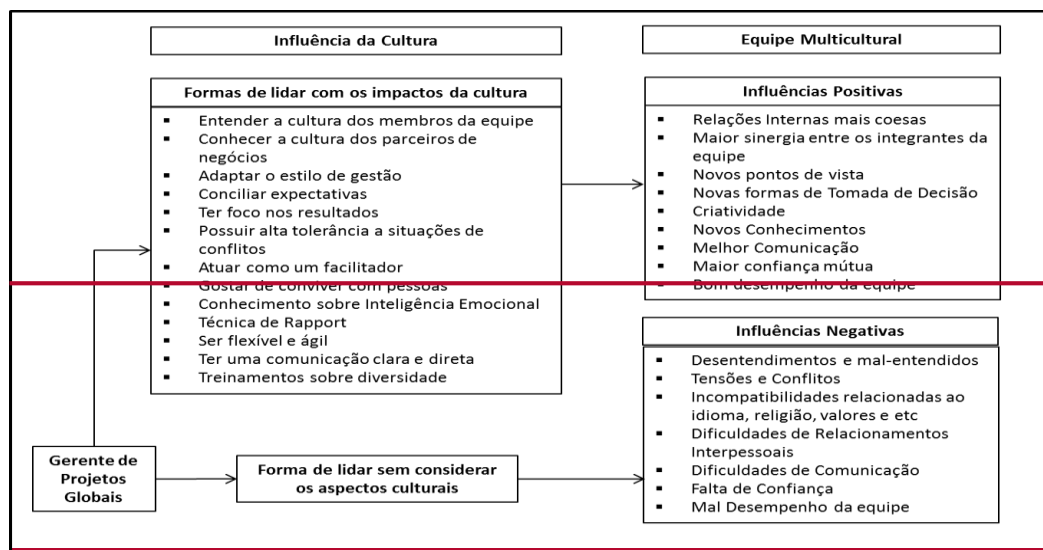 Influência da Cultura
Equipe Multicultural
Formas de lidar com os impactos da cultura
▪ Entender a cultura dos membros da equipe
▪ Conhecer a cultura dos parceiros de
negócios
▪ Adaptar o estilo de gestão
▪ Conciliar expectativas
▪ Ter foco nos resultados
▪ Possuir alta tolerância a situações de
conflitos
▪ Atuar como um facilitador
▪ Gostar de conviver com pessoas
▪ Conhecimento sobre Inteligência Emocional
▪ Técnica de Rapport
▪ Ser flexível e ágil
▪ Ter uma comunicação clara e direta
▪ Treinamentos sobre diversidade
Influências Positivas
▪ Relações Internas mais coesas
▪ Maior sinergia entre os integrantes da
equipe
▪ Novos pontos de vista
▪ Novas formas de Tomada de Decisão
▪ Criatividade
▪ Novos Conhecimentos
▪ Melhor Comunicação
▪ Maior confiança mútua
▪ Bom desempenho da equipe
Influências Negativas
▪ Desentendimentos e mal-entendidos
▪ Tensões e Conflitos
▪ Incompatibilidades relacionadas ao
idioma, religião, valores e etc
▪ Dificuldades de Relacionamentos
Interpessoais
▪ Dificuldades de Comunicação
▪ Falta de Confiança
▪ Mal Desempenho da equipe
Gerente de
Projetos
Globais
Forma de lidar sem considerar
os aspectos culturais